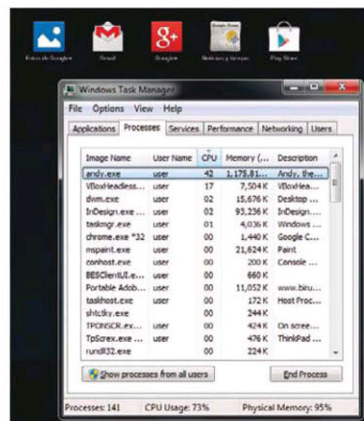 Fotos de Google+
Gmail
Google+
Noticias y tiempo
Play Store
Windows Task Manager
File Options View Help
Applications Processes Services Performance Networking Users
Image Name User Name CPU Memory (... Description
andy.exe user 42 1,175,81... Andy, the...
VBoxHeadless... user 17 7,504 K VBoxHea...
dwm.exe user 02 15,676 K Desktop ...
InDesign.exe ... user 02 93,236 K InDesign....
taskmgr.exe user 01 4,036 K Windows ...
chrome.exe *32 user 00 1,440 K Google C...
mspaint.exe user 00 21,624 K Paint
conhost.exe user 00 200 K Console ...
BESClientUI.e... user 00 660 K
Portable Adob... user 00 11,052 K www.biru...
taskhost.exe user 00 172 K Host Proc...
shtctky.exe user 00 244 K
TPONSCR.ex... user 00 424 K On scree...
TpScrex.exe ... user 00 476 K ThinkPad ...
rundll32.exe user 00 224 K
Show processes from all users End Process
Processes: 141 CPU Usage: 73% Physical Memory: 95%